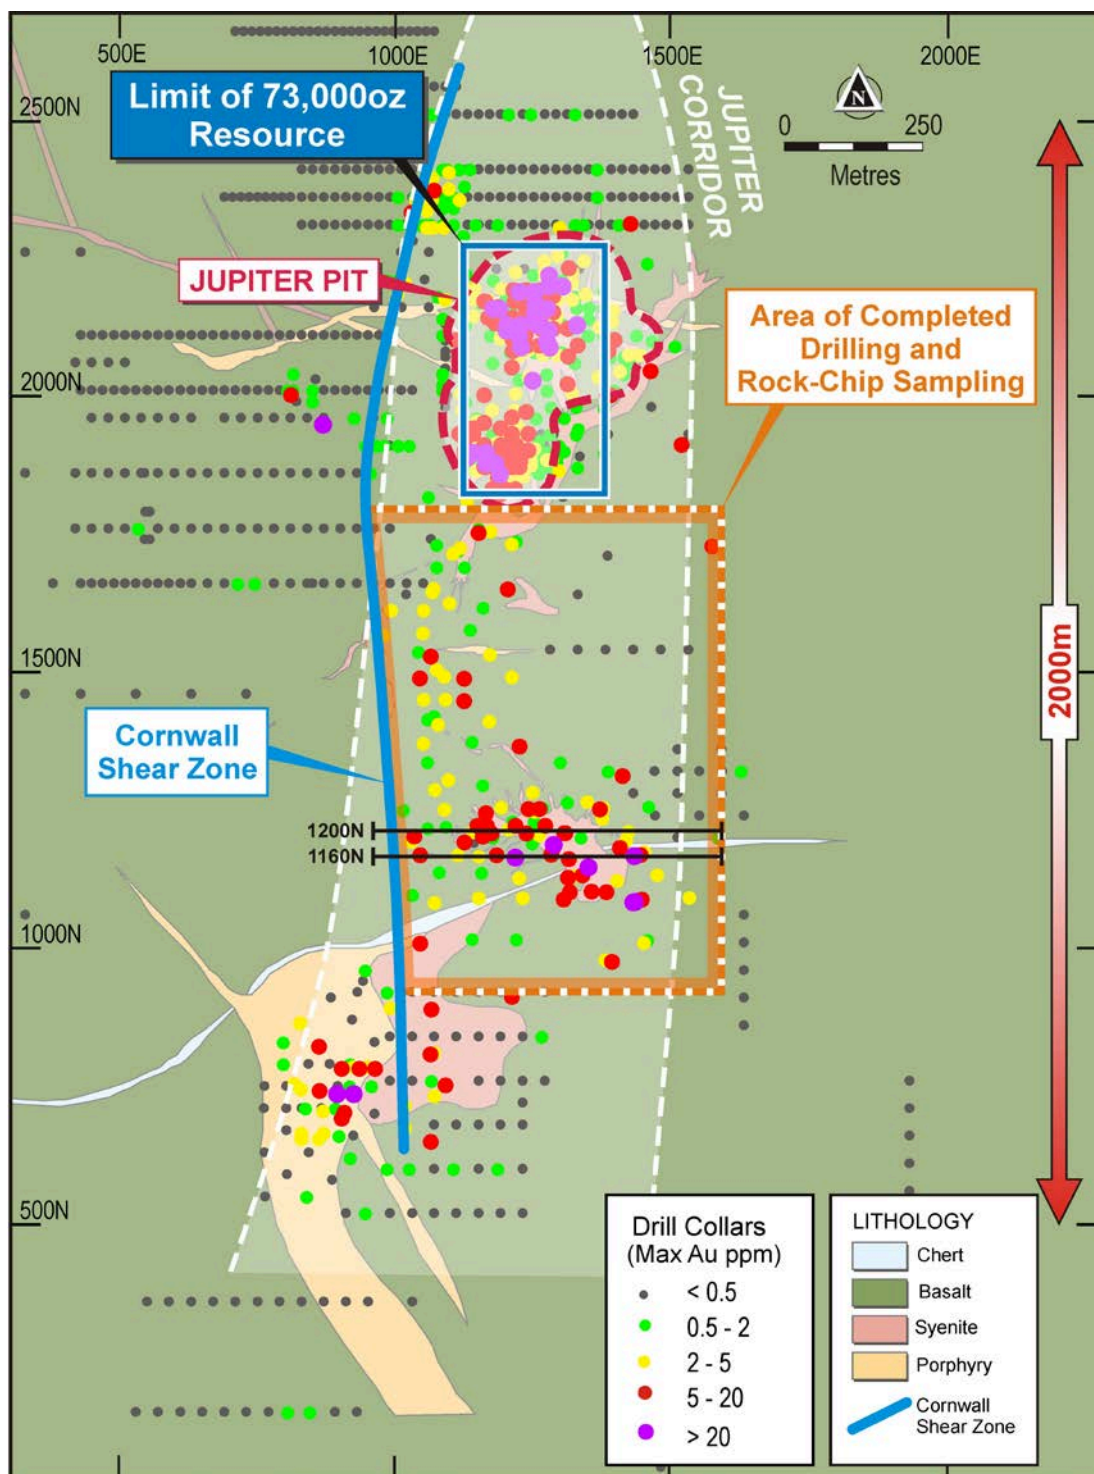 500E
1000E
1500E
2000E
2500N
2000N
1500N
1000N
500N
Limit of 73,000oz
Resource
JUPITER
CORRIDOR
N
0
250
Metres
JUPITER PIT
Area of Completed
Drilling and
Rock-Chip Sampling
2000m
Cornwall
Shear Zone
1200N
1160N
Drill Collars
(Max Au ppm)
< 0.5
0.5 - 2
2 - 5
5 - 20
> 20
LITHOLOGY
Chert
Basalt
Syenite
Porphyry
Cornwall
Shear Zone